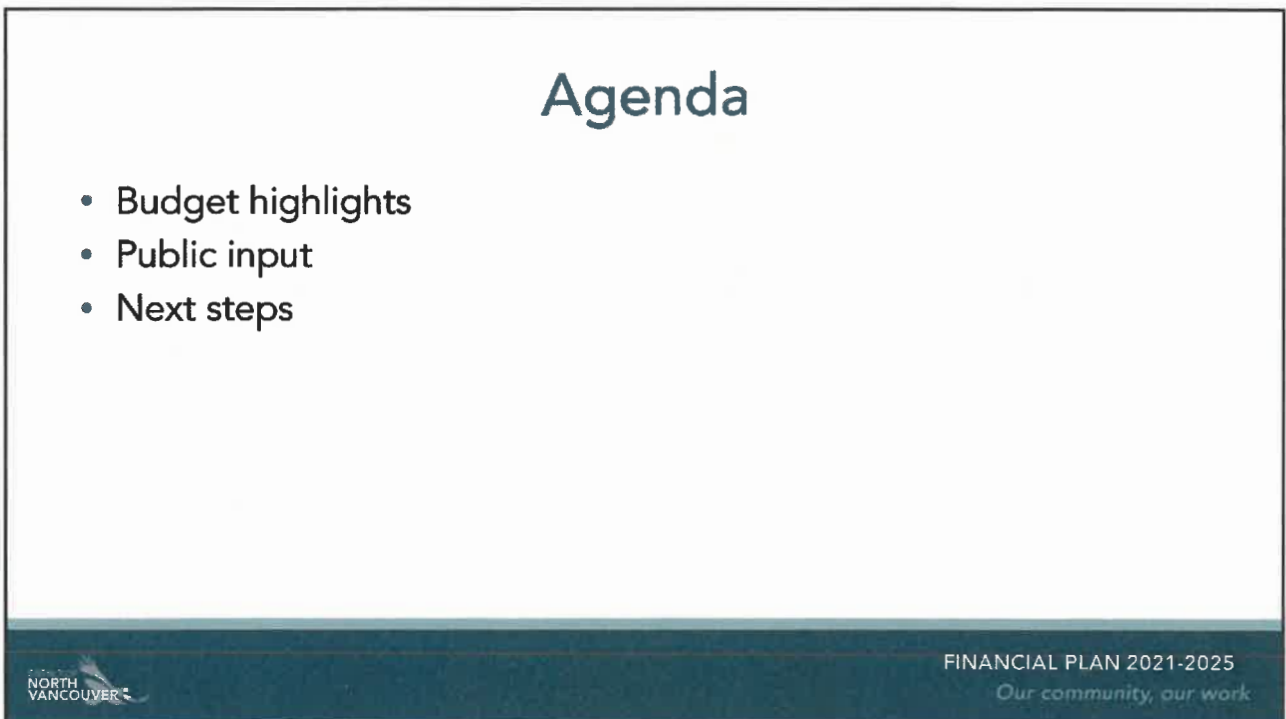 Agenda
• Budget highlights
• Public input
• Next steps
NORTH
VANCOUVER
FINANCIAL PLAN 2021-2025
Our community, our work